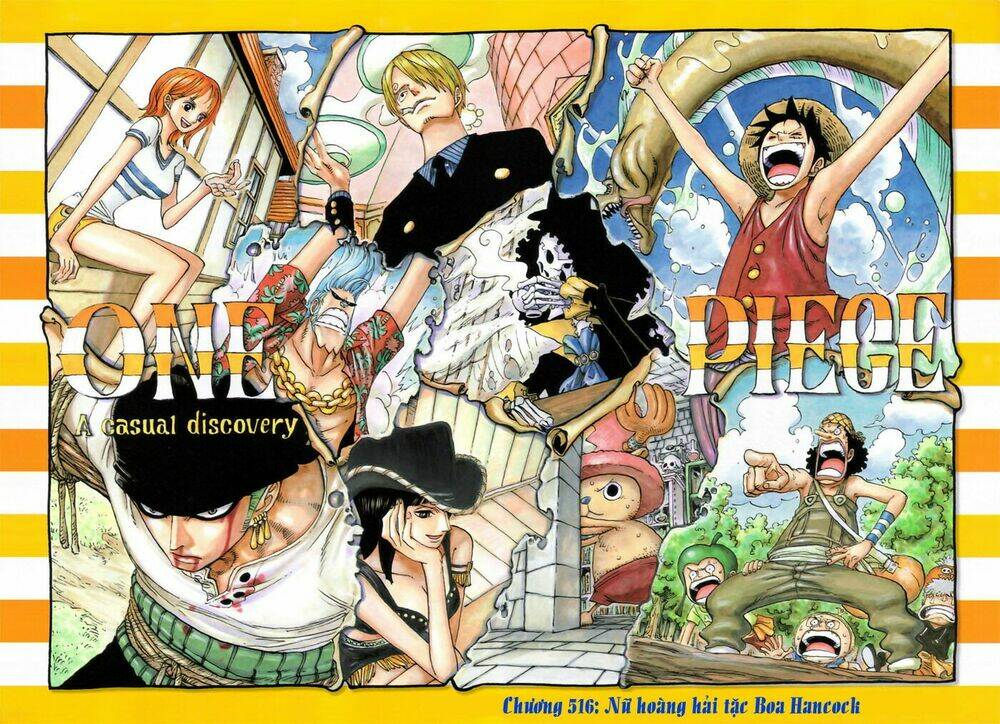 ONE PIECE
A casual discovery
Chương 516: Nữ hoàng hải tặc Boa Hancock